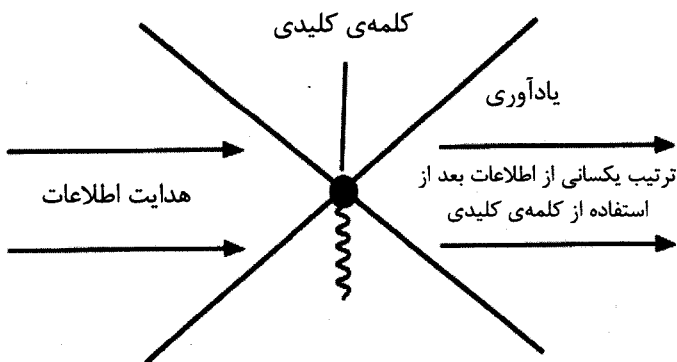 کلمه‌ی کلیدی
یادآوری
ترتیب یکسانی از اطلاعات بعد از
استفاده از کلمه‌ی کلیدی
هدایت اطلاعات